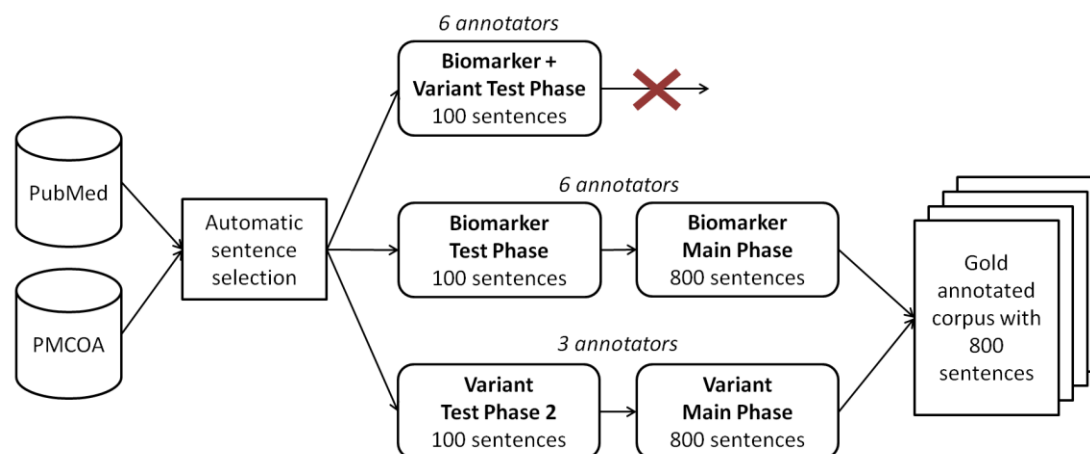 6 annotators
Biomarker +
Variant Test Phase
100 sentences
PubMed
PMCOA
Automatic
sentence
selection
6 annotators
Biomarker
Test Phase
100 sentences
Biomarker
Main Phase
800 sentences
3 annotators
Variant
Test Phase 2
100 sentences
Variant
Main Phase
800 sentences
Gold
annotated
corpus with
800
sentences